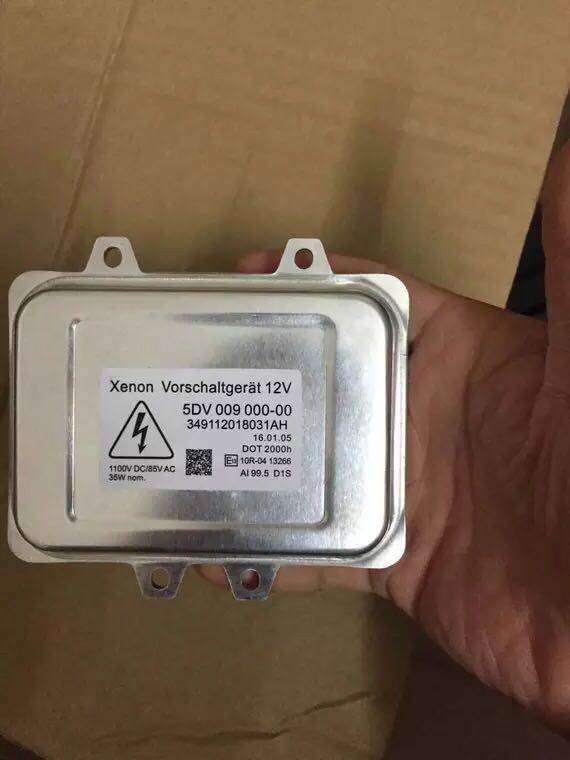 Xenon Vorschaltgerät 12V
5DV 009 000-00
349112018031AH
16.01.05
DOT 2000h
10R-04 13266
AI 99.5 D1S
1100V DC/85V AC
35W nom.